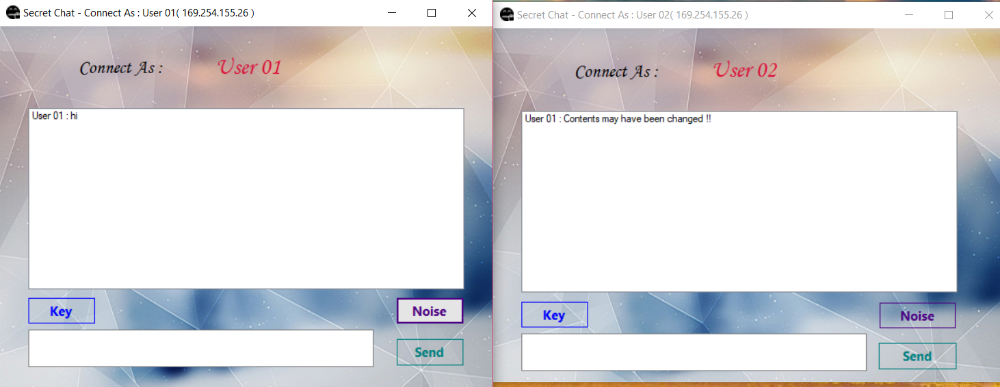 Secret Chat - Connect As : User 01( 169.254.155.26 )
Connect As : User 01
User 01 : hi
Key
Noise
Send
Secret Chat - Connect As : User 02( 169.254.155.26 )
Connect As : User 02
User 01 : Contents may have been changed !!
Key
Noise
Send